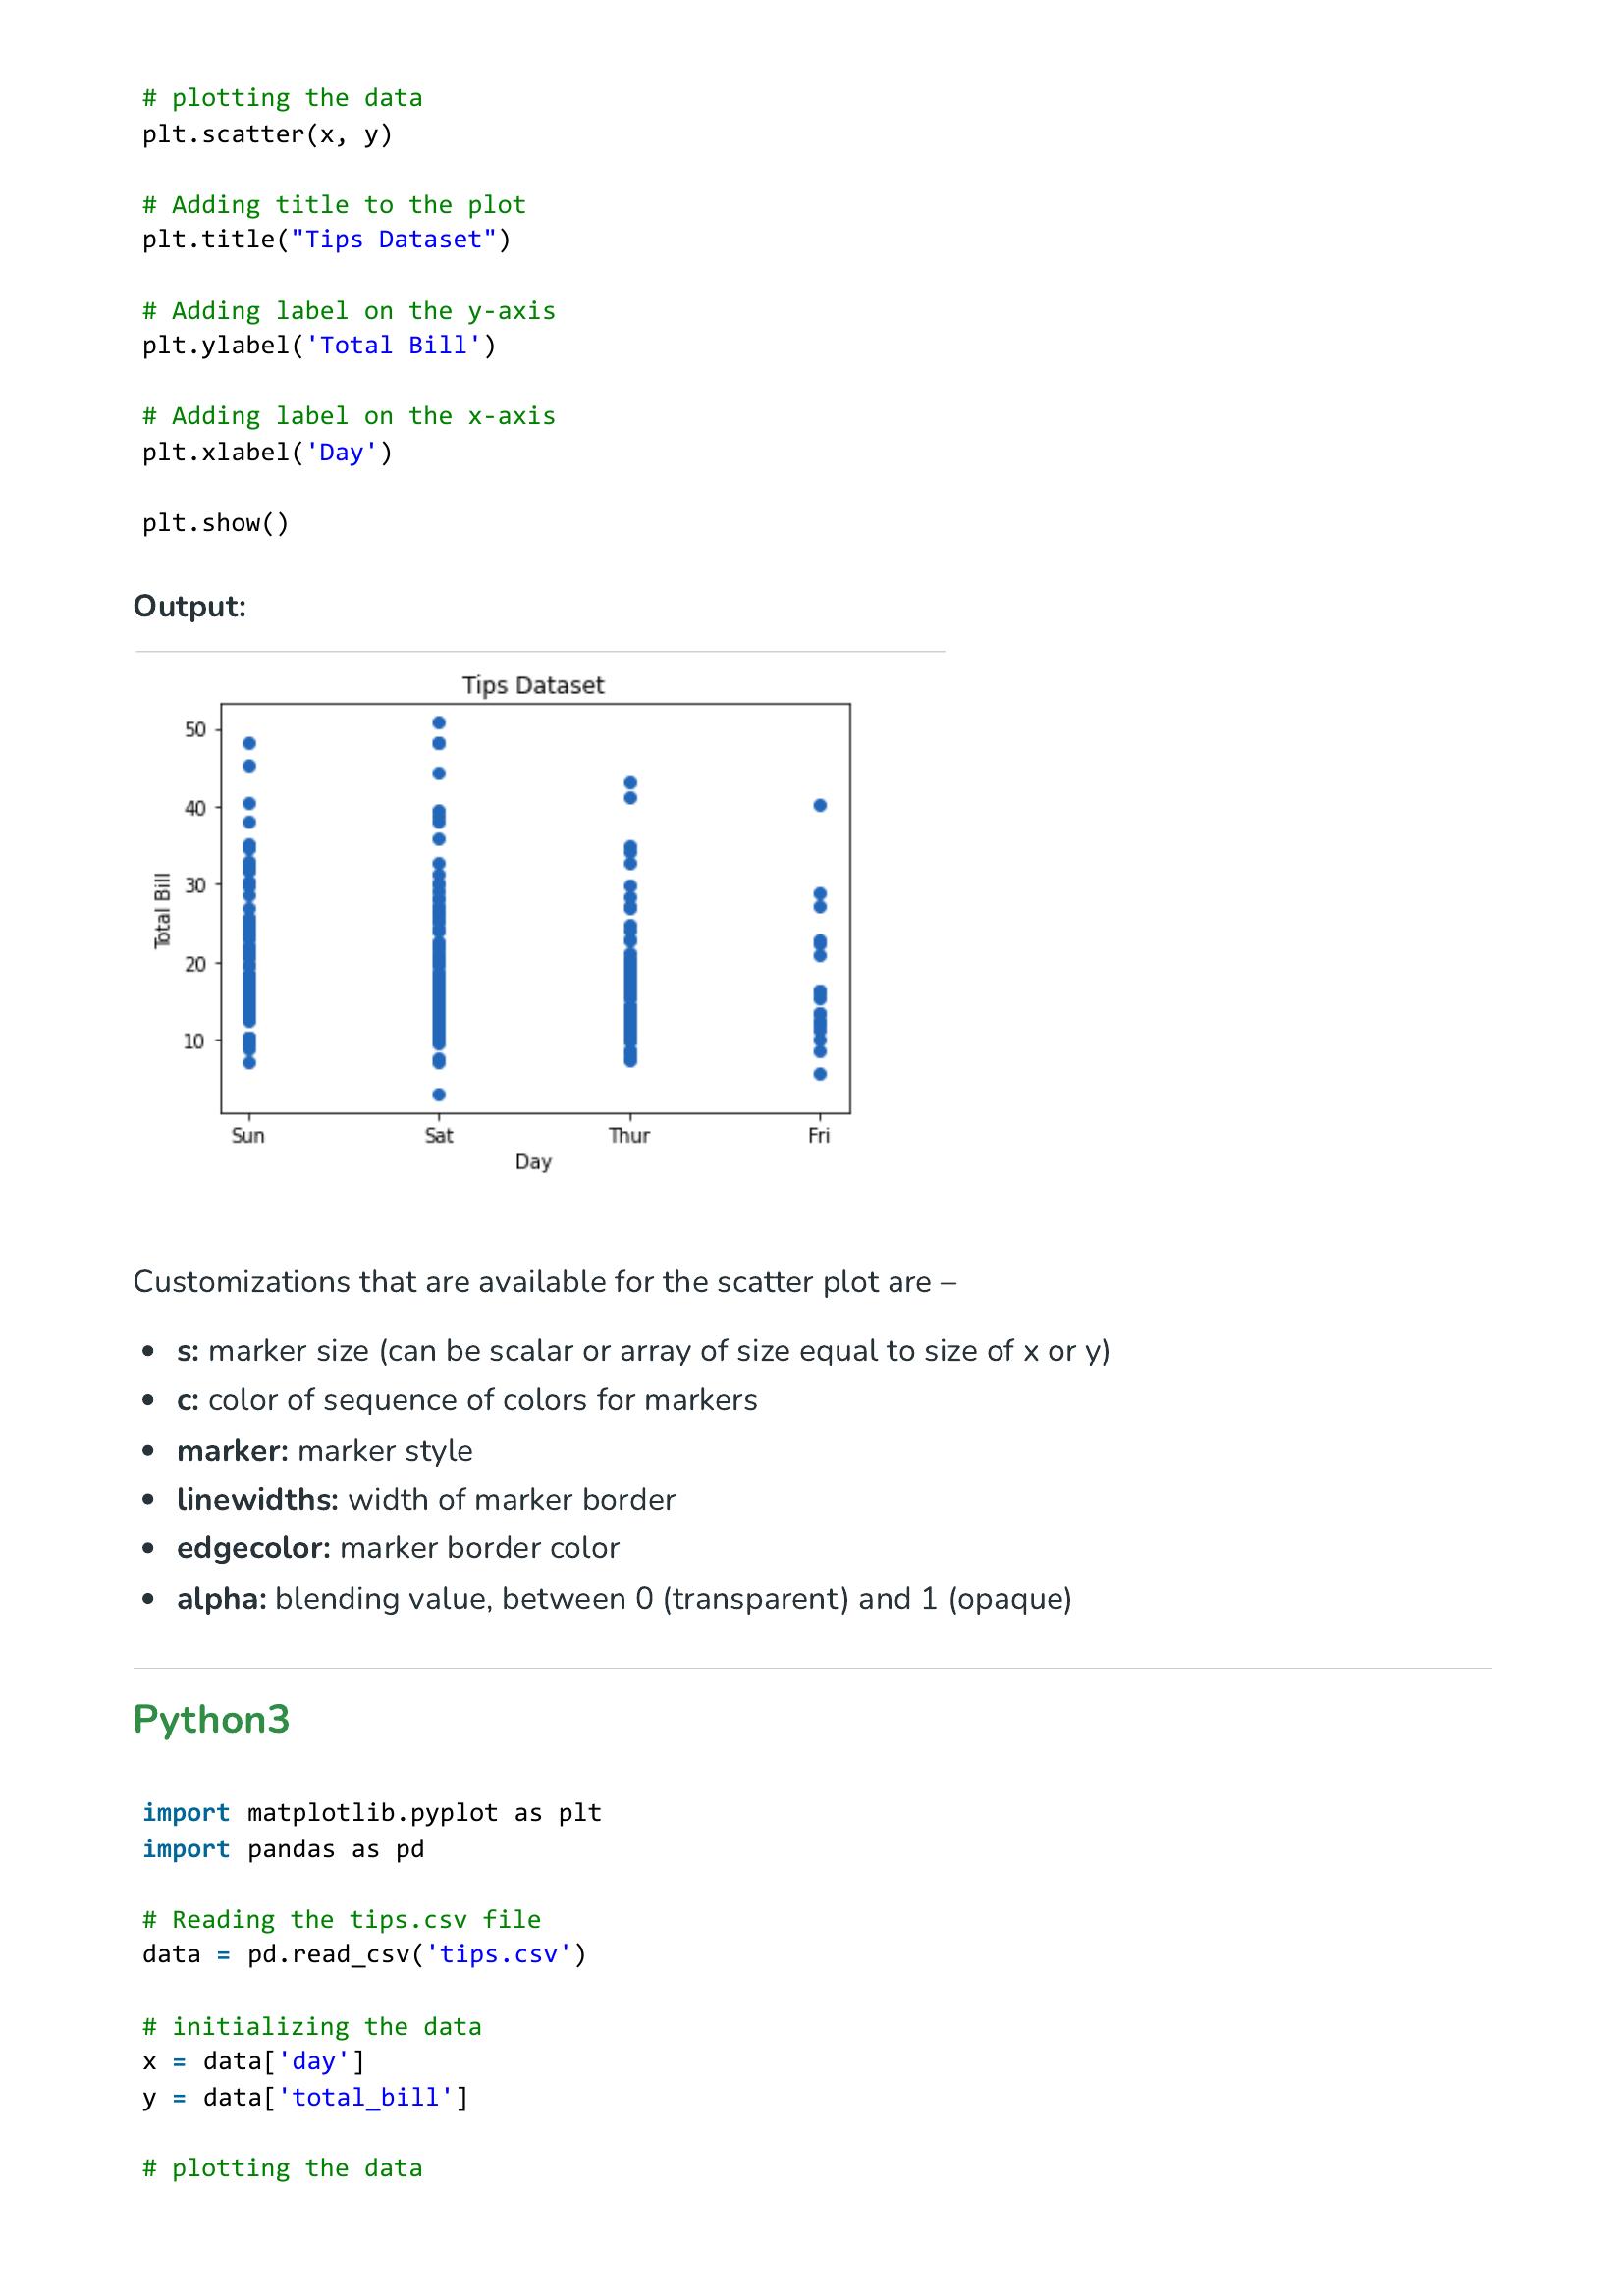 # plotting the data
plt.scatter(x, y)
# Adding title to the plot
plt.title("Tips Dataset")
# Adding label on the y-axis
plt.ylabel('Total Bill')
# Adding label on the x-axis
plt.xlabel('Day')
plt.show()
Output:
Tips Dataset
50
40
30
20
10
Total Bill
Sun Sat Thur Fri
Day
Customizations that are available for the scatter plot are –
• s: marker size (can be scalar or array of size equal to size of x or y)
• c: color of sequence of colors for markers
• marker: marker style
• linewidths: width of marker border
• edgecolor: marker border color
• alpha: blending value, between 0 (transparent) and 1 (opaque)
Python3
import matplotlib.pyplot as plt
import pandas as pd
# Reading the tips.csv file
data = pd.read_csv('tips.csv')
# initializing the data
x = data['day']
y = data['total_bill']
# plotting the data